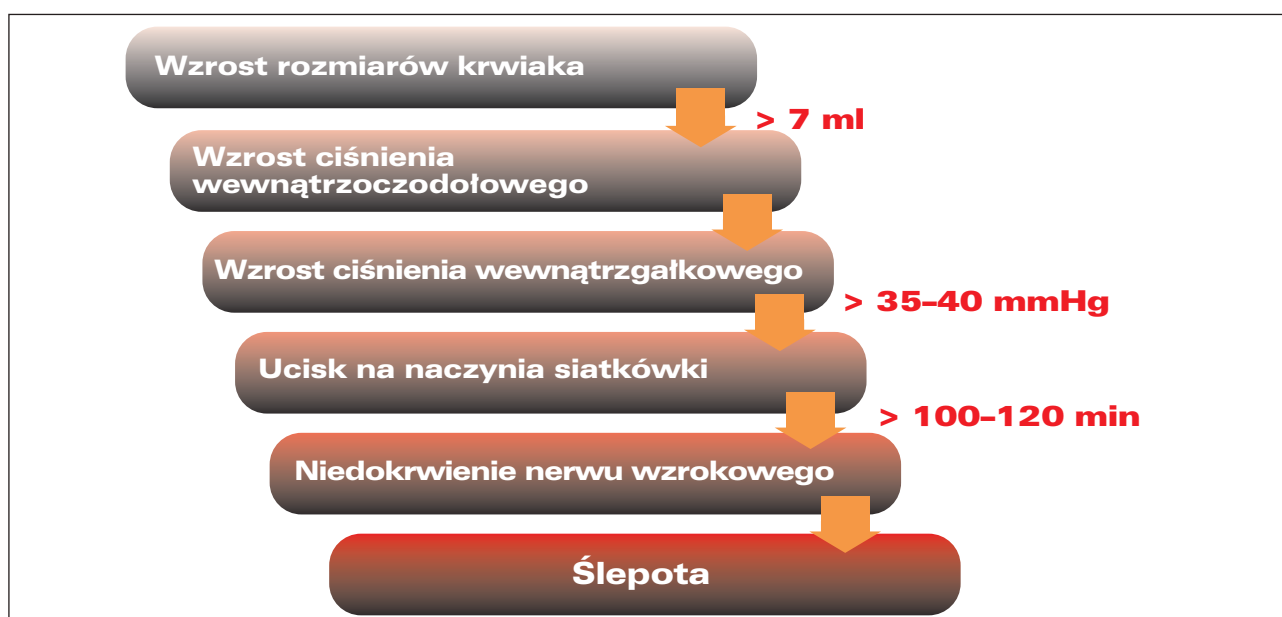 Wzrost rozmiarów krwiaka
> 7 ml
Wzrost ciśnienia
wewnątrzoczodołowego
Wzrost ciśnienia wewnątrzgałkowego
> 35–40 mmHg
Ucisk na naczynia siatkówki
> 100–120 min
Niedokrwienie nerwu wzrokowego
Ślepota